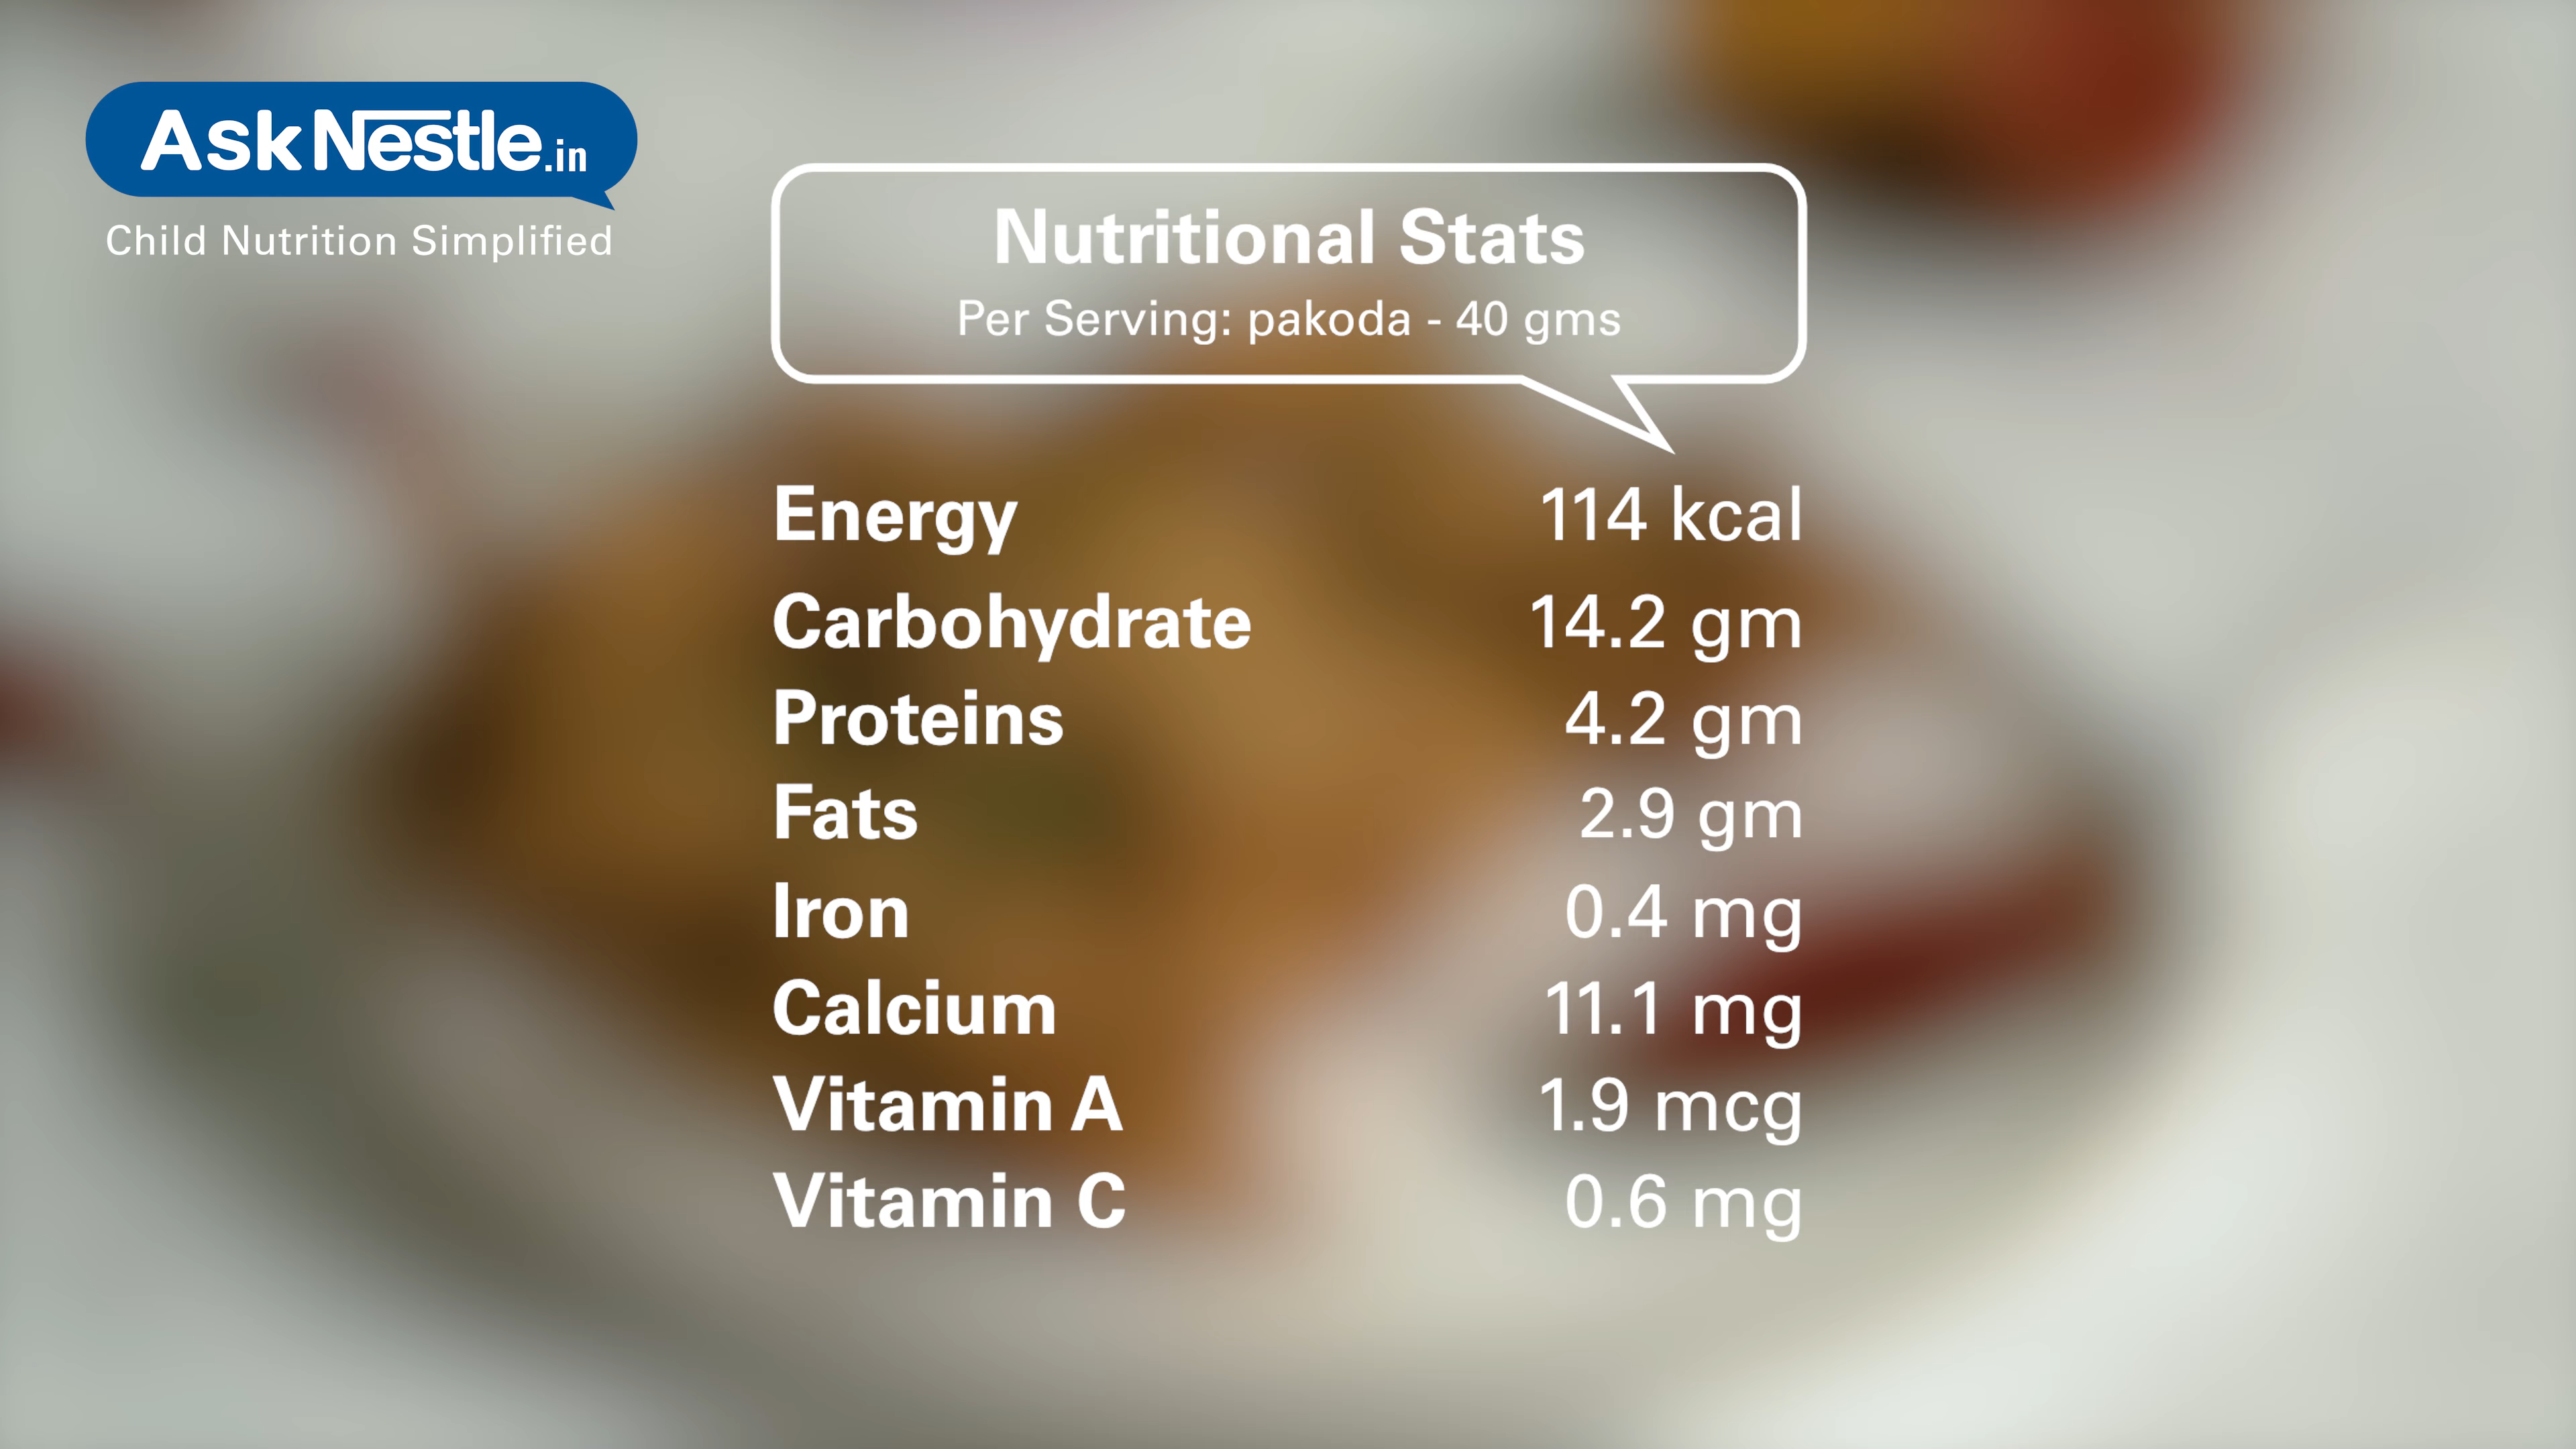 Ask Nestle.in
Child Nutrition Simplified
Nutritional Stats
Per Serving: pakoda - 40 gms
Energy 114 kcal
Carbohydrate 14.2 gm
Proteins 4.2 gm
Fats 2.9 gm
Iron 0.4 mg
Calcium 11.1 mg
Vitamin A 1.9 mcg
Vitamin C 0.6 mg